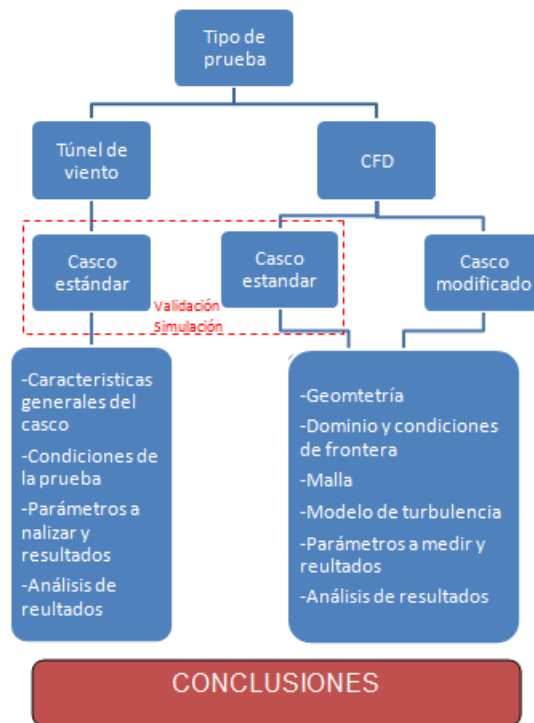 Tipo de
prueba
Túnel de
viento
CFD
Casco
estándar
Casco
estandar
Casco
modificado
Validación
Simulación
-Caracteristicas
generales del
casco
-Condiciones de
la prueba
-Parámetros a
nalizar y
resultados
-Análisis de
reultados
-Geomtetría
-Dominio y condiciones
de frontera
-Malla
-Modelo de turbulencia
-Parámetros a medir y
reultados
-Análisis de resultados
CONCLUSIONES